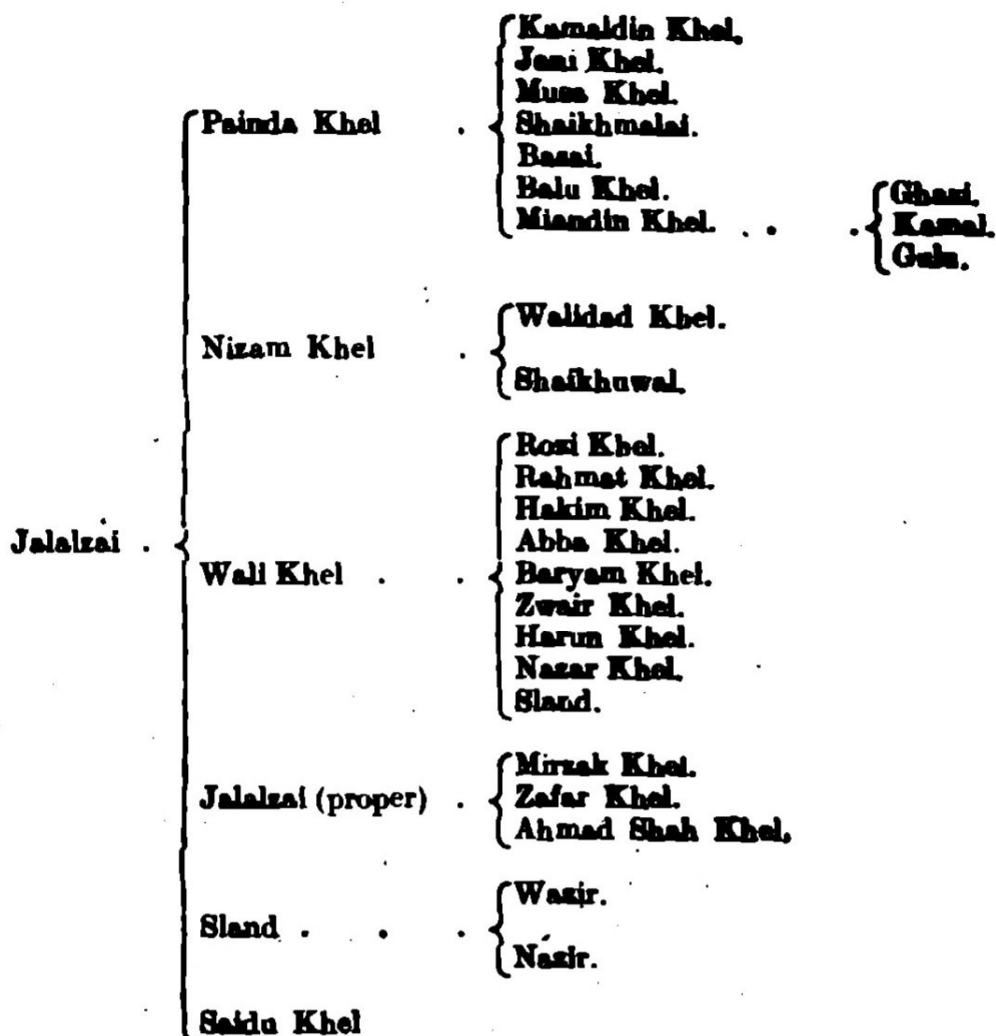 Kamaldin Khel.
Jani Khel.
Musa Khel.
Painda Khel . Shaikhmalai.
Basai.
Balu Khel.
Miandin Khel. . . .
Ghazi.
Kamal.
Gulu.
Walidad Khel.
Nizam Khel .
Shaikhuwal.
Rozi Khel.
Rahmat Khel.
Hakim Khel.
Abba Khel.
Jalalzai .
Wali Khel . . Baryam Khel.
Zwair Khel.
Harun Khel.
Nazar Khel.
Sland.
Mirzak Khel.
Jalalzai (proper) . Zafar Khel.
Ahmad Shah Khel.
Wazir.
Sland . . .
Nazir.
Saidu Khel